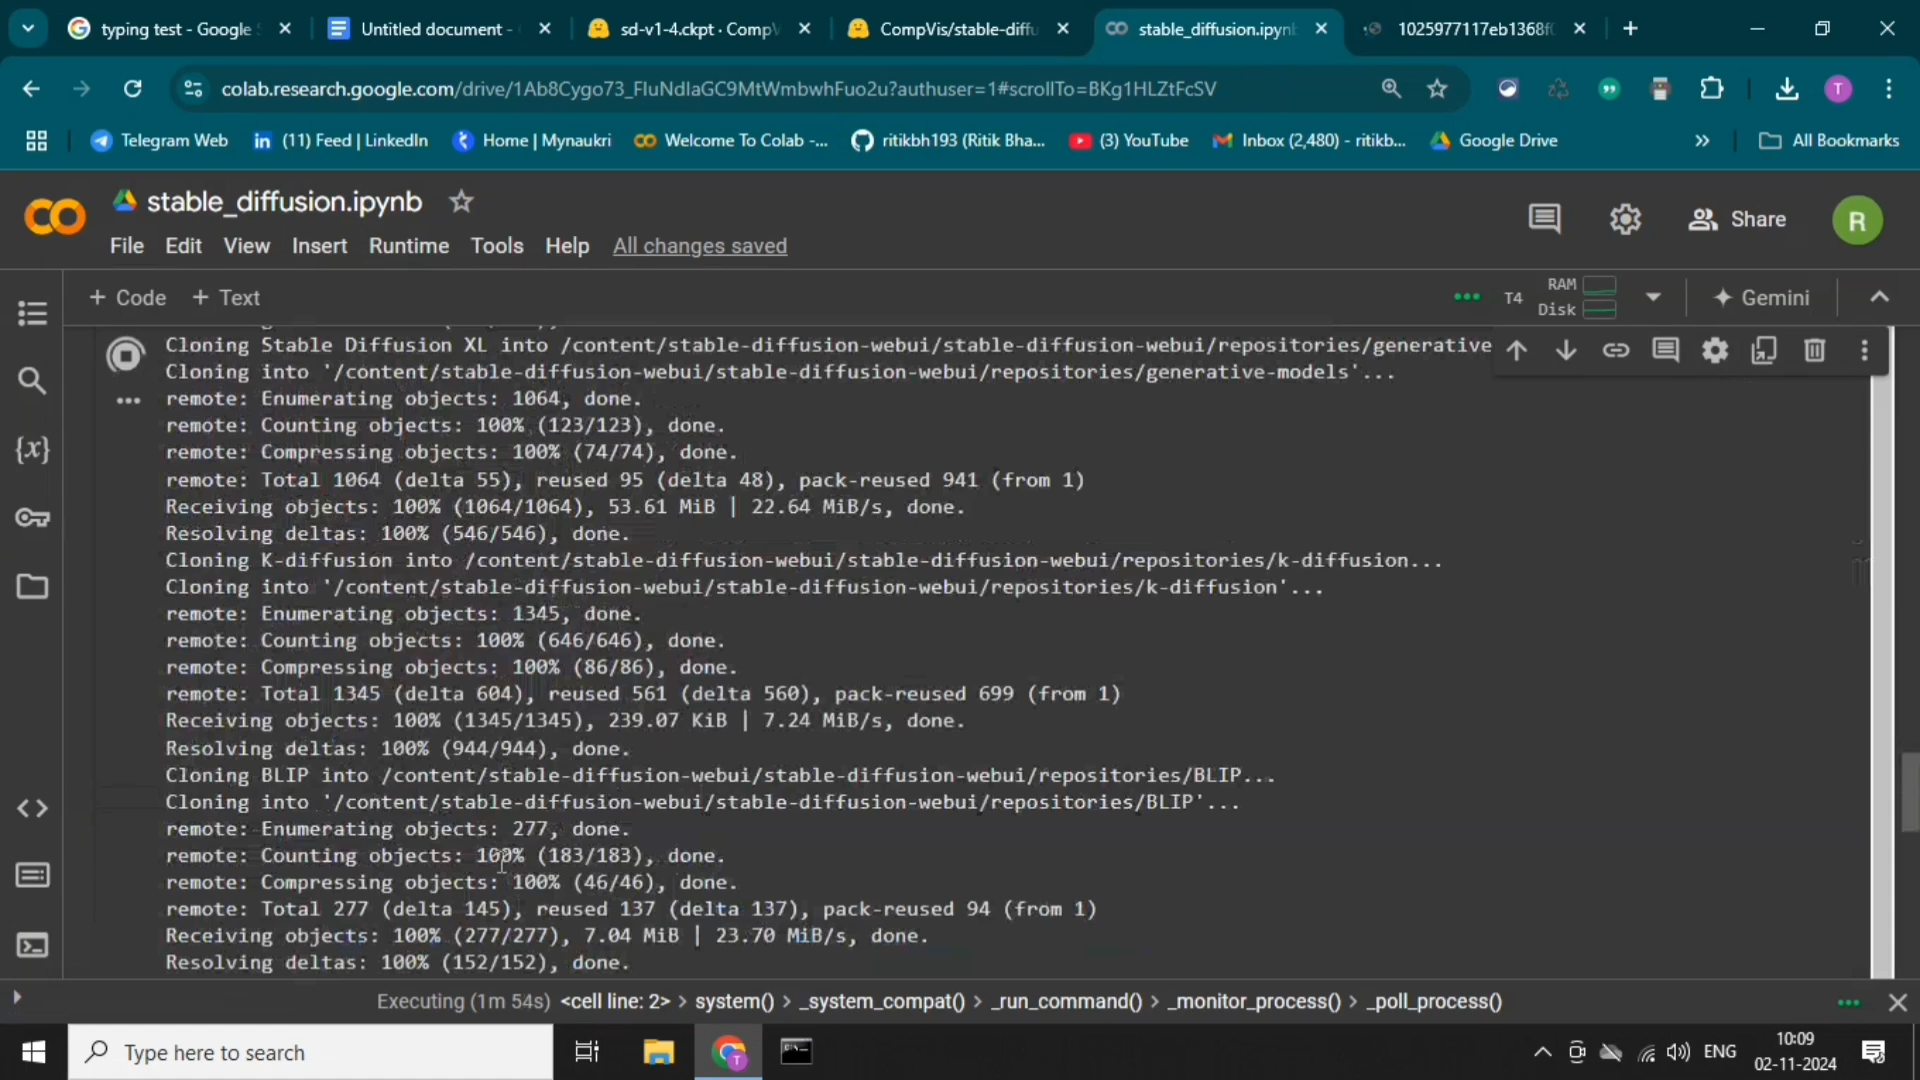 typing test - Google
Untitled document -
sd-v1-4.ckpt · CompV
CompVis/stable-diffu
stable_diffusion.ipyn
1025977117eb1368f
colab.research.google.com/drive/1Ab8Cygo73_FIuNdIaGC9MtWmbwhFuo2u?authuser=1#scrollTo=BKg1HLZtFcSV
T
Telegram Web
(11) Feed | LinkedIn
Home | Mynaukri
Welcome To Colab -...
ritikbh193 (Ritik Bha...
(3) YouTube
Inbox (2,480) - ritikb...
Google Drive
»
All Bookmarks
stable_diffusion.ipynb
File Edit View Insert Runtime Tools Help All changes saved
Share
R
+ Code + Text
T4
RAM
Disk
Gemini
Cloning Stable Diffusion XL into /content/stable-diffusion-webui/stable-diffusion-webui/repositories/generative
Cloning into '/content/stable-diffusion-webui/stable-diffusion-webui/repositories/generative-models'...
remote: Enumerating objects: 1064, done.
remote: Counting objects: 100% (123/123), done.
remote: Compressing objects: 100% (74/74), done.
remote: Total 1064 (delta 55), reused 95 (delta 48), pack-reused 941 (from 1)
Receiving objects: 100% (1064/1064), 53.61 MiB | 22.64 MiB/s, done.
Resolving deltas: 100% (546/546), done.
Cloning K-diffusion into /content/stable-diffusion-webui/stable-diffusion-webui/repositories/k-diffusion...
Cloning into '/content/stable-diffusion-webui/stable-diffusion-webui/repositories/k-diffusion'...
remote: Enumerating objects: 1345, done.
remote: Counting objects: 100% (646/646), done.
remote: Compressing objects: 100% (86/86), done.
remote: Total 1345 (delta 604), reused 561 (delta 560), pack-reused 699 (from 1)
Receiving objects: 100% (1345/1345), 239.07 KiB | 7.24 MiB/s, done.
Resolving deltas: 100% (944/944), done.
Cloning BLIP into /content/stable-diffusion-webui/stable-diffusion-webui/repositories/BLIP...
Cloning into '/content/stable-diffusion-webui/stable-diffusion-webui/repositories/BLIP'...
remote: Enumerating objects: 277, done.
remote: Counting objects: 100% (183/183), done.
remote: Compressing objects: 100% (46/46), done.
remote: Total 277 (delta 145), reused 137 (delta 137), pack-reused 94 (from 1)
Receiving objects: 100% (277/277), 7.04 MiB | 23.70 MiB/s, done.
Resolving deltas: 100% (152/152), done.
{x}
Executing (1m 54s) <cell line: 2> > system() > _system_compat() > _run_command() > _monitor_process() > _poll_process()
Type here to search
T
ENG
10:09
02-11-2024